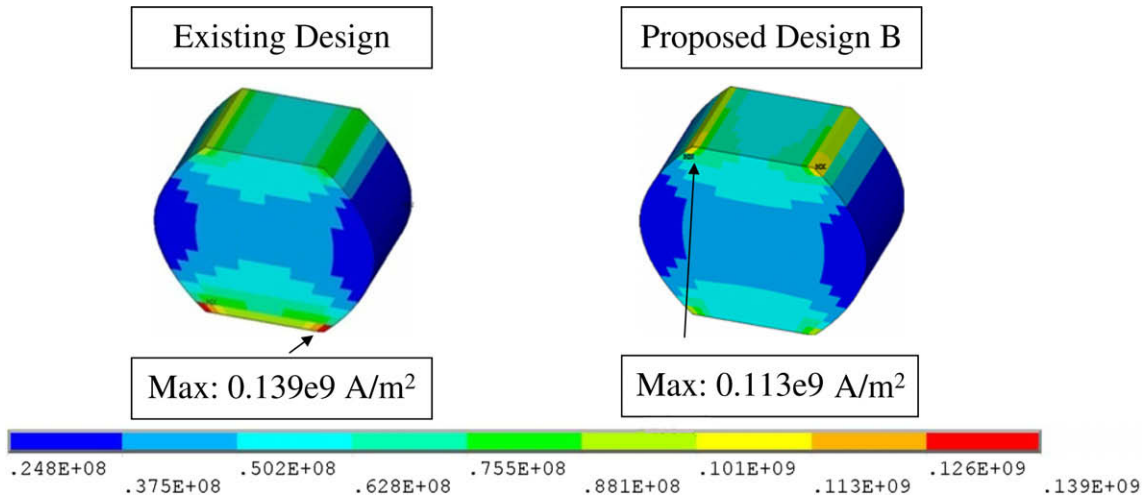 Existing Design
Proposed Design B
Max: 0.139e9 A/m²
Max: 0.113e9 A/m²
.248E+08
.375E+08
.502E+08
.628E+08
.755E+08
.881E+08
.101E+09
.113E+09
.126E+09
.139E+09